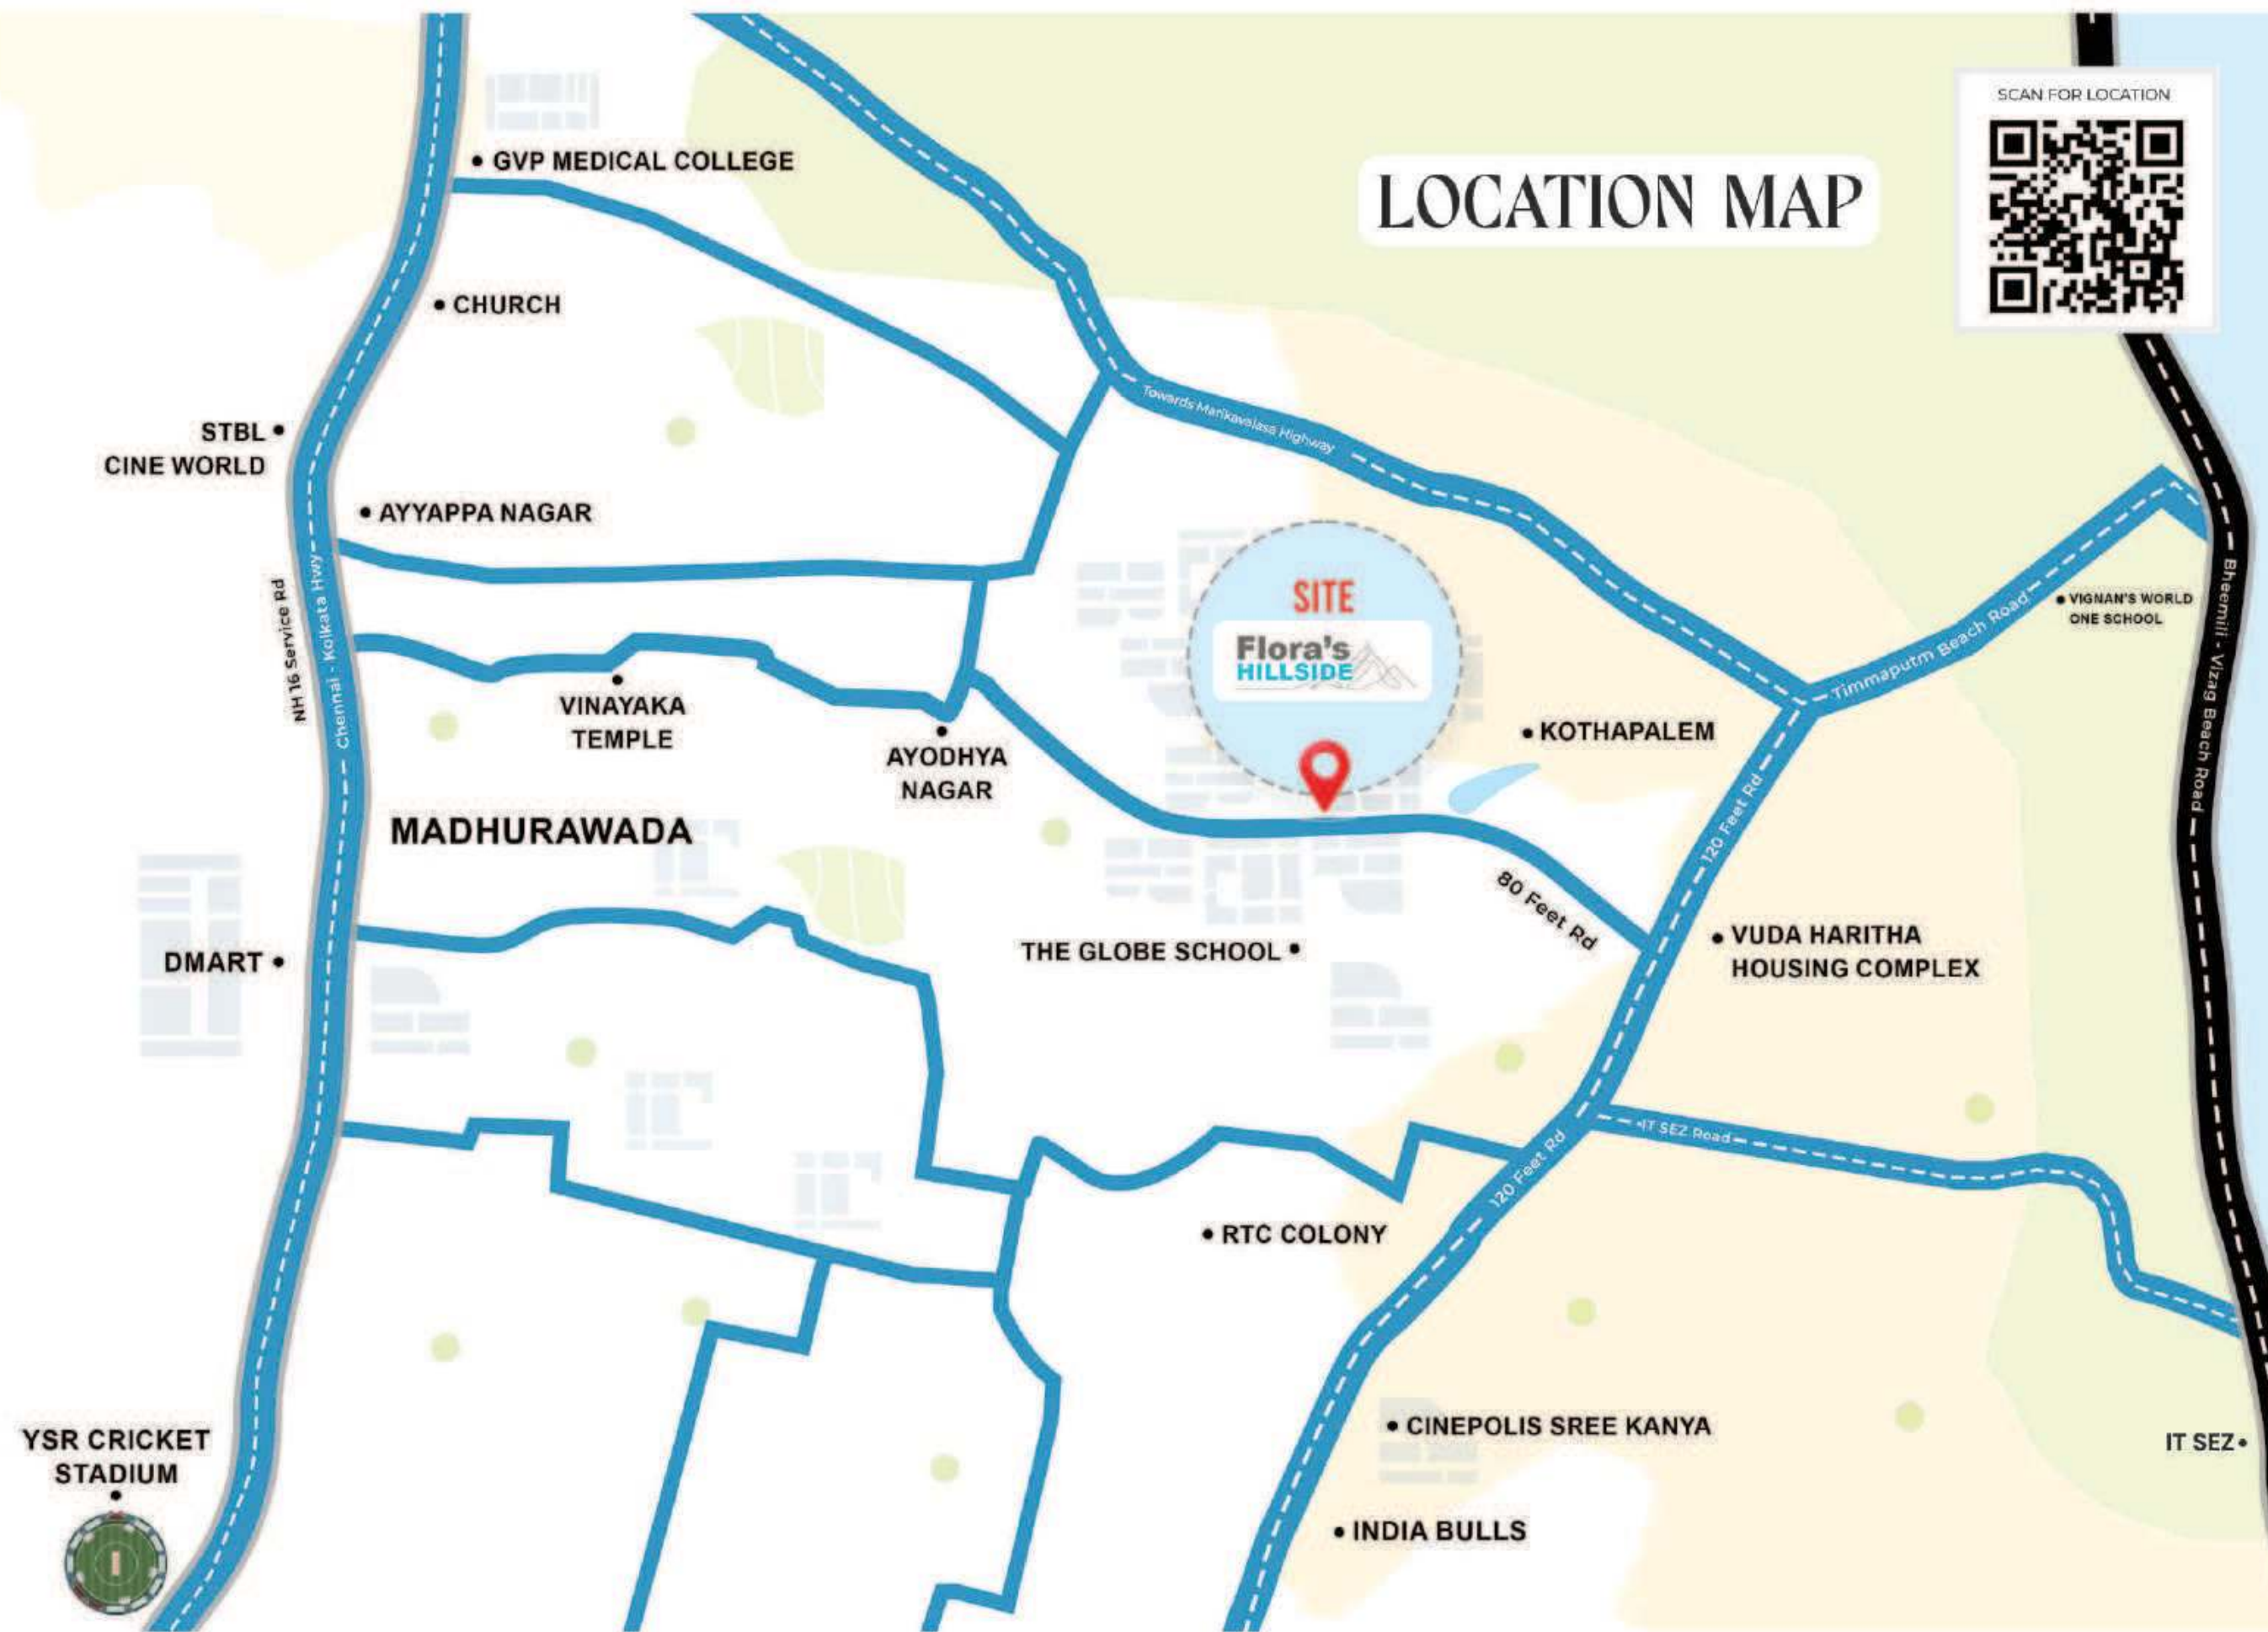 SCAN FOR LOCATION
LOCATION MAP
• GVP MEDICAL COLLEGE
• CHURCH
STBL •
CINE WORLD
• AYYAPPA NAGAR
Towards Marikavalasa Highway
NH 16 Service Rd
Chennai - Kolkata Hwy
SITE
Flora's
HILLSIDE
VINAYAKA
TEMPLE
AYODHYA
NAGAR
• KOTHAPALEM
Timmaputm Beach Road
• VIGNAN'S WORLD
ONE SCHOOL
Bheemili - Vizag Beach Road
MADHURAWADA
120 Feet Rd
80 Feet Rd
DMART •
THE GLOBE SCHOOL •
• VUDA HARITHA
HOUSING COMPLEX
IT SEZ Road
120 Feet Rd
• RTC COLONY
YSR CRICKET
STADIUM
• CINEPOLIS SREE KANYA
IT SEZ •
• INDIA BULLS